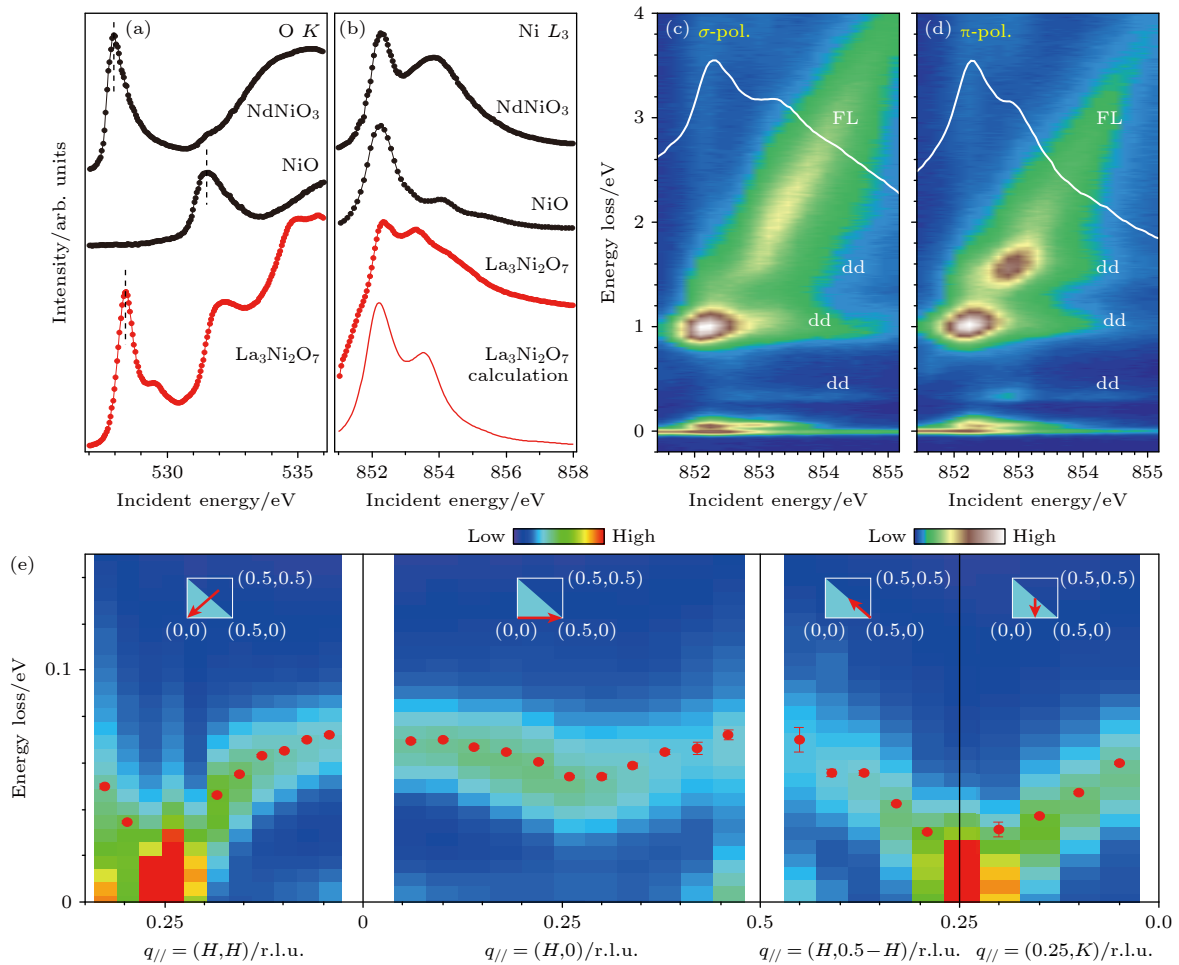 (a)
O K
NdNiO₃
NiO
La₃Ni₂O₇
Intensity/arb. units
530
535
Incident energy/eV
(b)
Ni L₃
NdNiO₃
NiO
La₃Ni₂O₇
La₃Ni₂O₇
calculation
852
854
856
858
Incident energy/eV
(c)
σ-pol.
FL
dd
dd
dd
Energy loss/eV
4
3
2
1
0
852
853
854
855
Incident energy/eV
(d)
π-pol.
FL
dd
dd
dd
852
853
854
855
Incident energy/eV
Low
High
Low
High
(e)
(0.5,0.5)
(0,0)
(0.5,0)
(0.5,0.5)
(0,0)
(0.5,0)
(0.5,0.5)
(0,0)
(0.5,0)
(0.5,0.5)
(0,0)
(0.5,0)
Energy loss/eV
0.1
0
0.25
0
0.25
0.5
0.25
0.0
q// = (H,H)/r.l.u.
q// = (H,0)/r.l.u.
q// = (H,0.5−H)/r.l.u.
q// = (0.25,K)/r.l.u.